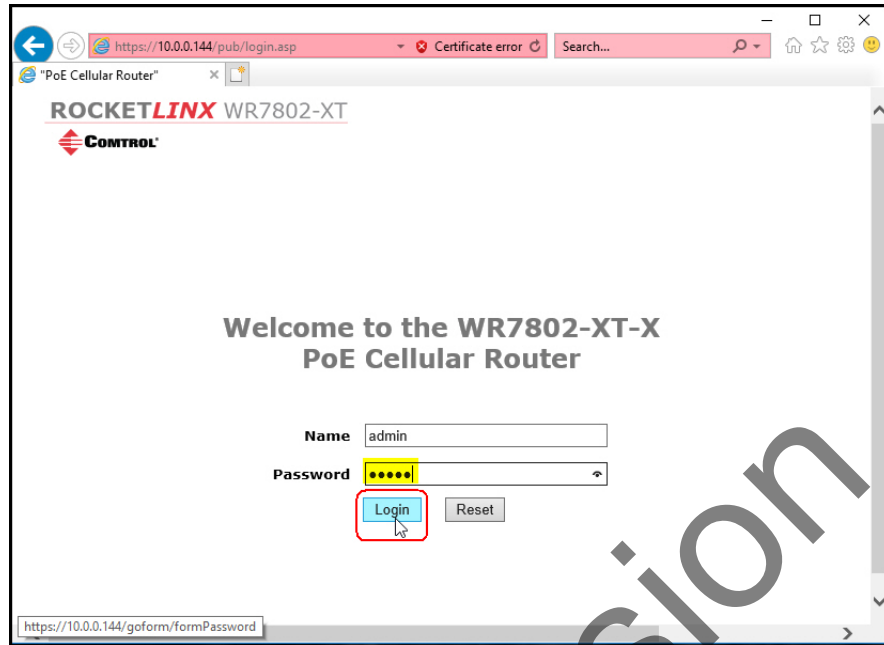 https://10.0.0.144/pub/login.asp
Certificate error
Search...
"PoE Cellular Router"
ROCKETLINX WR7802-XT
COMTROL
Welcome to the WR7802-XT-X
PoE Cellular Router
Name admin
Password •••••
Login Reset
sion
https://10.0.0.144/goform/formPassword